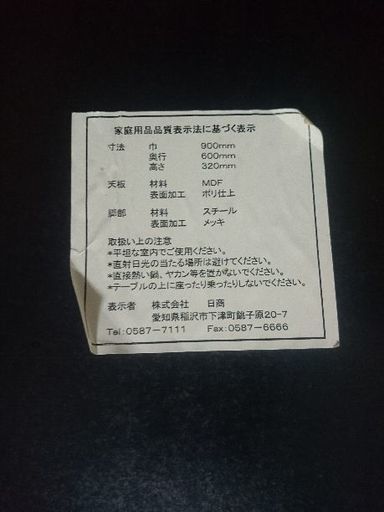 家庭用品品質表示法に基づく表示
寸法 巾 900mm
奥行 600mm
高さ 320mm
天板 材料 MDF
表面加工 ポリ仕上
脚部 材料 スチール
表面加工 メッキ
取扱い上の注意
*平坦な室内でご使用ください。
*直射日光の当たる場所は避けてください。
*直接熱い鍋、ヤカン等を置かないでください。
*テーブルの上に座ったり乗ったりしないでください。
表示者 株式会社 日商
愛知県稲沢市下津町銚子原20-7
Tel:0587-7111 Fax:0587-6666